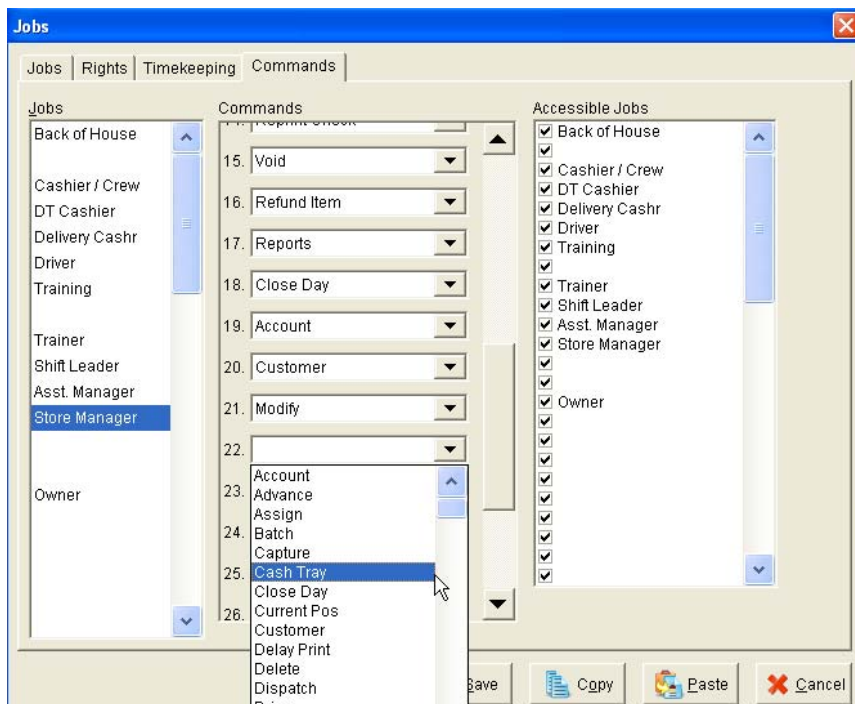 Jobs
Jobs Rights Timekeeping Commands
Jobs
Back of House
Cashier / Crew
DT Cashier
Delivery Cashr
Driver
Training
Trainer
Shift Leader
Asst. Manager
Store Manager
Owner
Commands
15. Void
16. Refund Item
17. Reports
18. Close Day
19. Account
20. Customer
21. Modify
22.
23.
24.
25.
26.
Account
Advance
Assign
Batch
Capture
Cash Tray
Close Day
Current Pos
Customer
Delay Print
Delete
Dispatch
Accessible Jobs
Back of House
Cashier / Crew
DT Cashier
Delivery Cashr
Driver
Training
Trainer
Shift Leader
Asst. Manager
Store Manager
Owner
Save Copy Paste Cancel